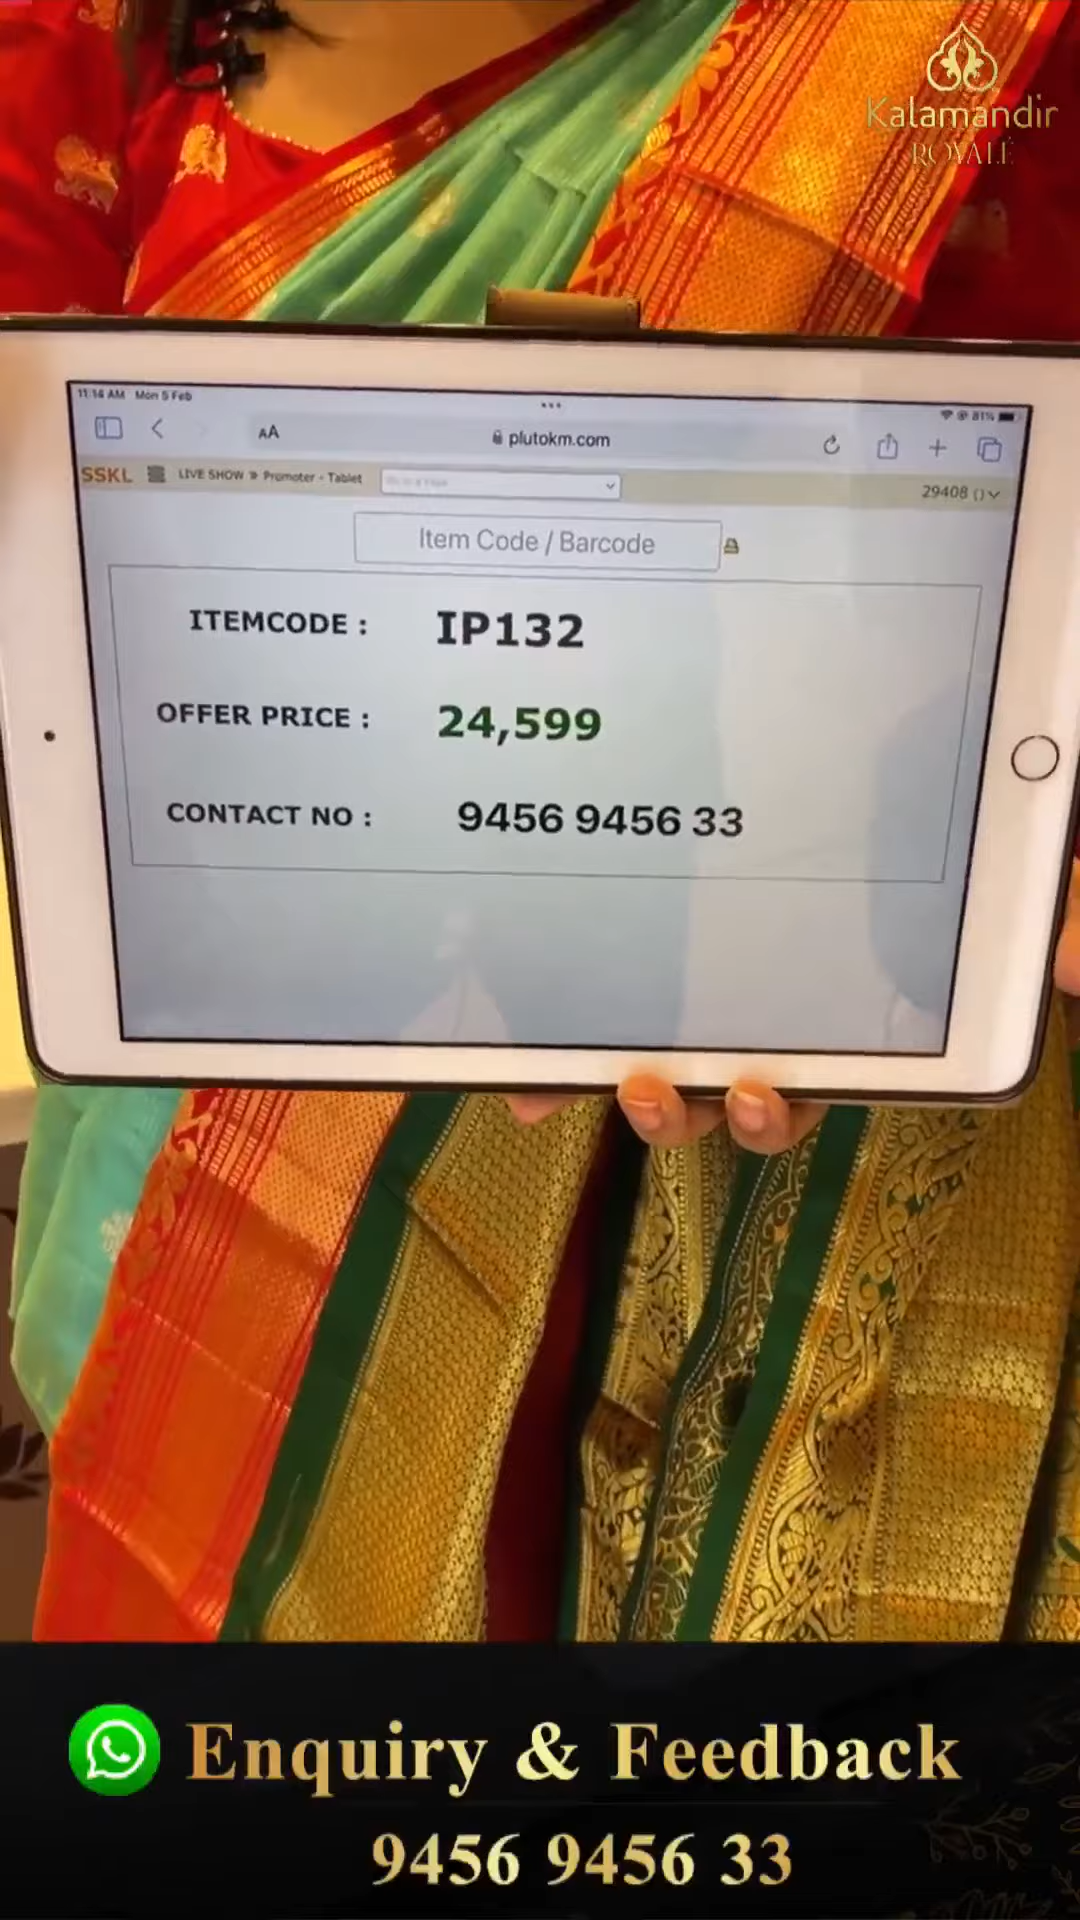 Kalamandir
ROYALE
11:14 AM Mon 5 Feb
81%
AA
plutokm.com
SSKL
LIVE SHOW » Promoter - Tablet
29408 ()
Item Code / Barcode
ITEMCODE : IP132
OFFER PRICE : 24,599
CONTACT NO : 9456 9456 33
Enquiry & Feedback
9456 9456 33